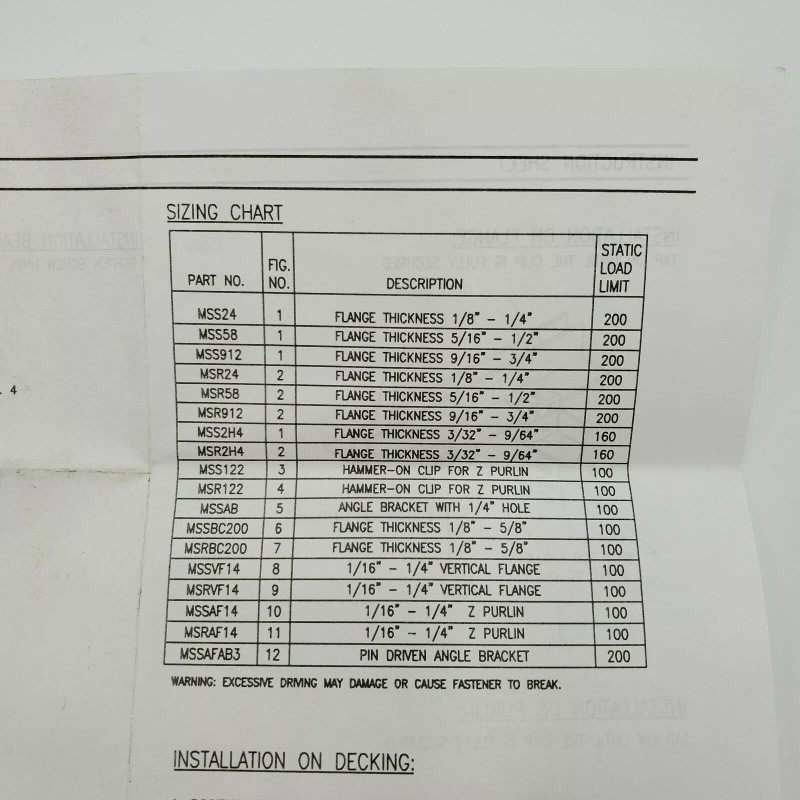 SIZING CHART
PART NO. FIG. NO. DESCRIPTION STATIC LOAD LIMIT
MSS24 1 FLANGE THICKNESS 1/8" - 1/4" 200
MSS58 1 FLANGE THICKNESS 5/16" - 1/2" 200
MSS912 1 FLANGE THICKNESS 9/16" - 3/4" 200
MSR24 2 FLANGE THICKNESS 1/8" - 1/4" 200
MSR58 2 FLANGE THICKNESS 5/16" - 1/2" 200
MSR912 2 FLANGE THICKNESS 9/16" - 3/4" 200
MSS2H4 1 FLANGE THICKNESS 3/32" - 9/64" 160
MSR2H4 2 FLANGE THICKNESS 3/32" - 9/64" 160
MSS122 3 HAMMER-ON CLIP FOR Z PURLIN 100
MSR122 4 HAMMER-ON CLIP FOR Z PURLIN 100
MSSAB 5 ANGLE BRACKET WITH 1/4" HOLE 100
MSSBC200 6 FLANGE THICKNESS 1/8" - 5/8" 100
MSRBC200 7 FLANGE THICKNESS 1/8" - 5/8" 100
MSSVF14 8 1/16" - 1/4" VERTICAL FLANGE 100
MSRVF14 9 1/16" - 1/4" VERTICAL FLANGE 100
MSSAF14 10 1/16" - 1/4" Z PURLIN 100
MSRAF14 11 1/16" - 1/4" Z PURLIN 100
MSSAFAB3 12 PIN DRIVEN ANGLE BRACKET 200
WARNING: EXCESSIVE DRIVING MAY DAMAGE OR CAUSE FASTENER TO BREAK.
. 4
INSTALLATION ON DECKING: